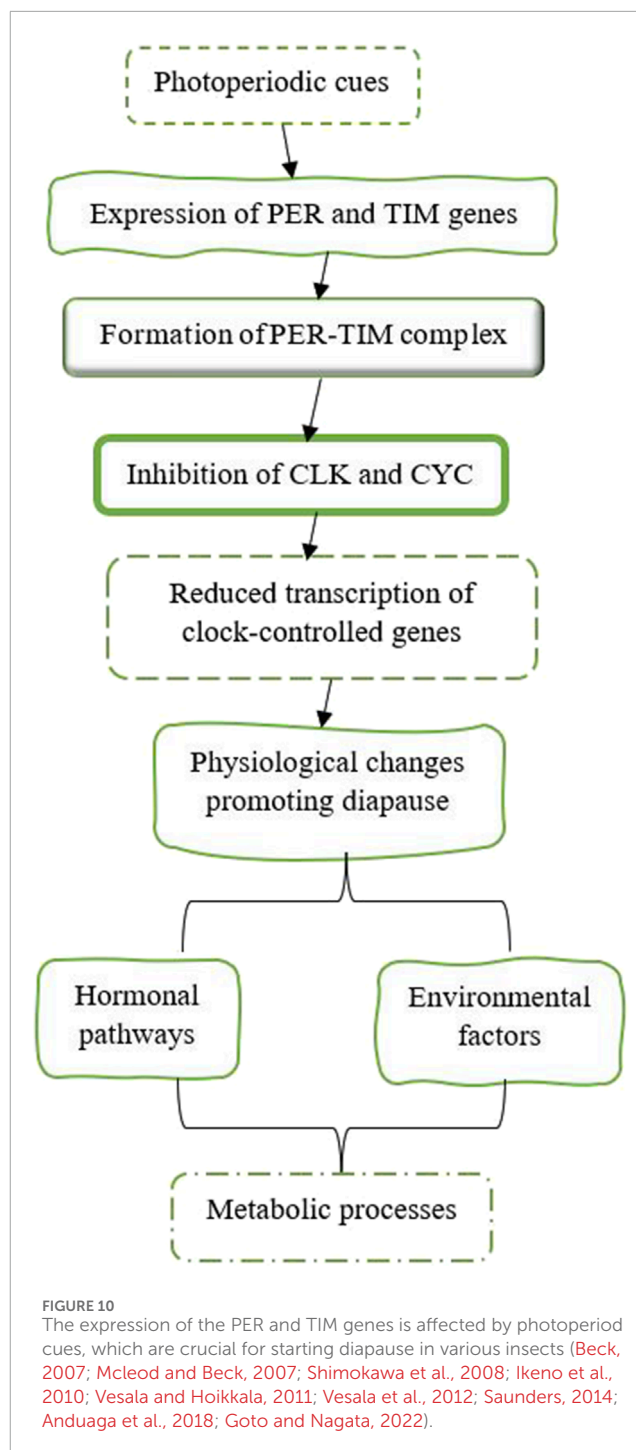 Photoperiodic cues
Expression of PER and TIM genes
Formation of PER-TIM complex
Inhibition of CLK and CYC
Reduced transcription of
clock-controlled genes
Physiological changes
promoting diapause
Hormonal
pathways
Environmental
factors
Metabolic processes
FIGURE 10
The expression of the PER and TIM genes is affected by photoperiod
cues, which are crucial for starting diapause in various insects (Beck,
2007; Mcleod and Beck, 2007; Shimokawa et al., 2008; Ikeno et al.,
2010; Vesala and Hoikkala, 2011; Vesala et al., 2012; Saunders, 2014;
Anduaga et al., 2018; Goto and Nagata, 2022).